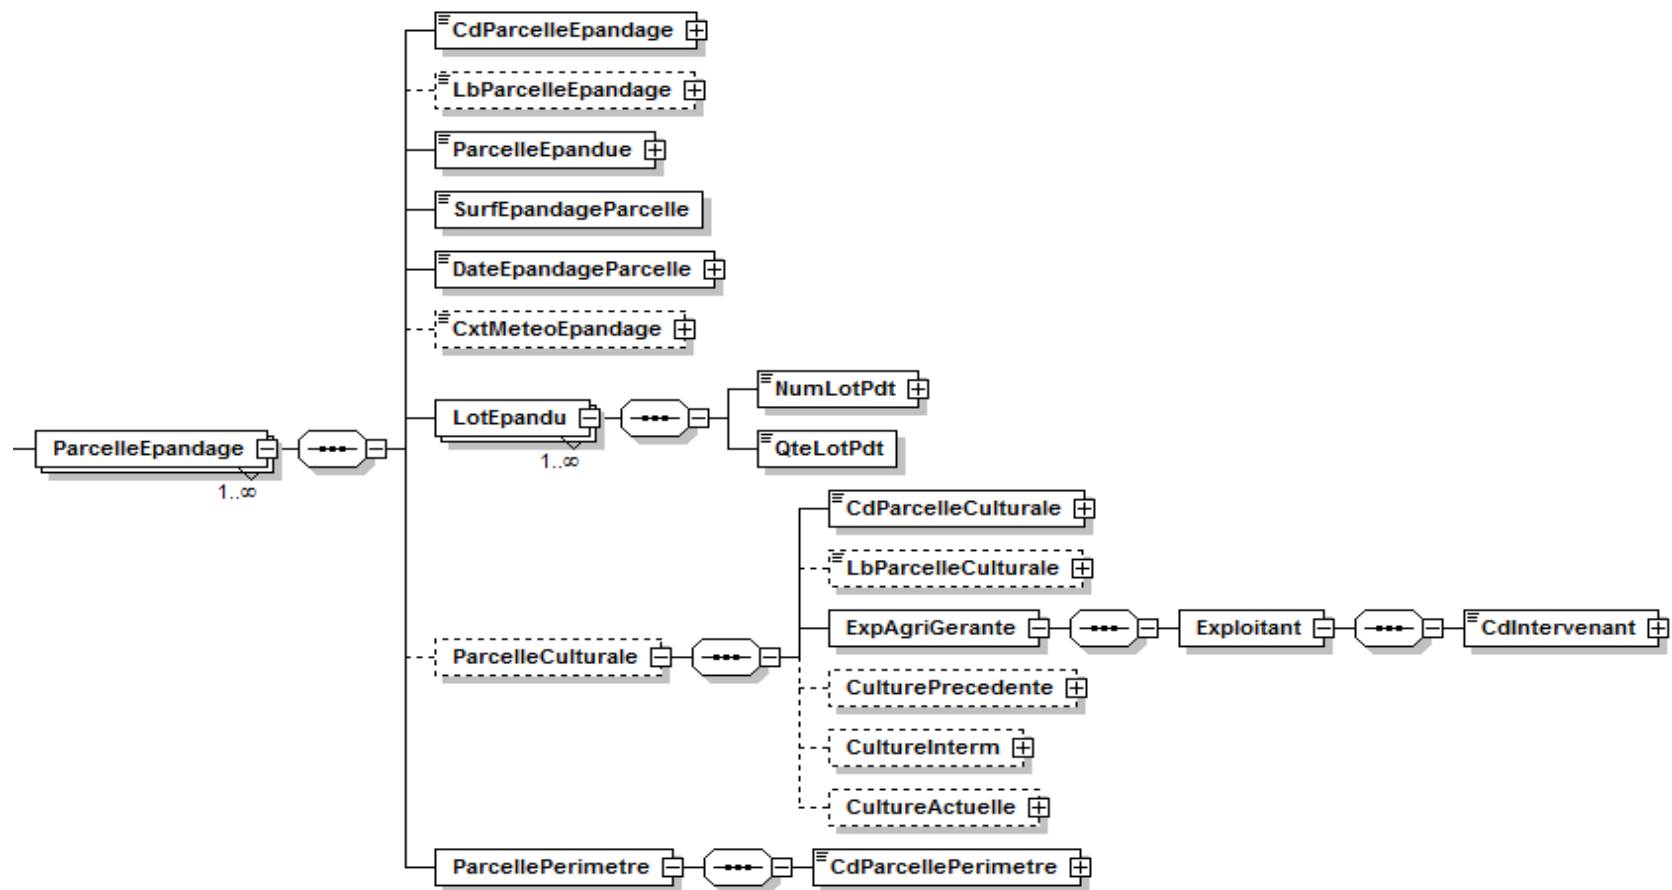 CdParcelleEpandage
LbParcelleEpandage
ParcelleEpandue
SurfEpandageParcelle
DateEpandageParcelle
CxtMeteoEpandage
NumLotPdt
LotEpandu
1..∞
QteLotPdt
ParcelleEpandage
1..∞
CdParcelleCulturale
LbParcelleCulturale
ExpAgriGerante
Exploitant
CdIntervenant
ParcelleCulturale
CulturePrecedente
CultureInterm
CultureActuelle
ParcellePerimetre
CdParcellePerimetre